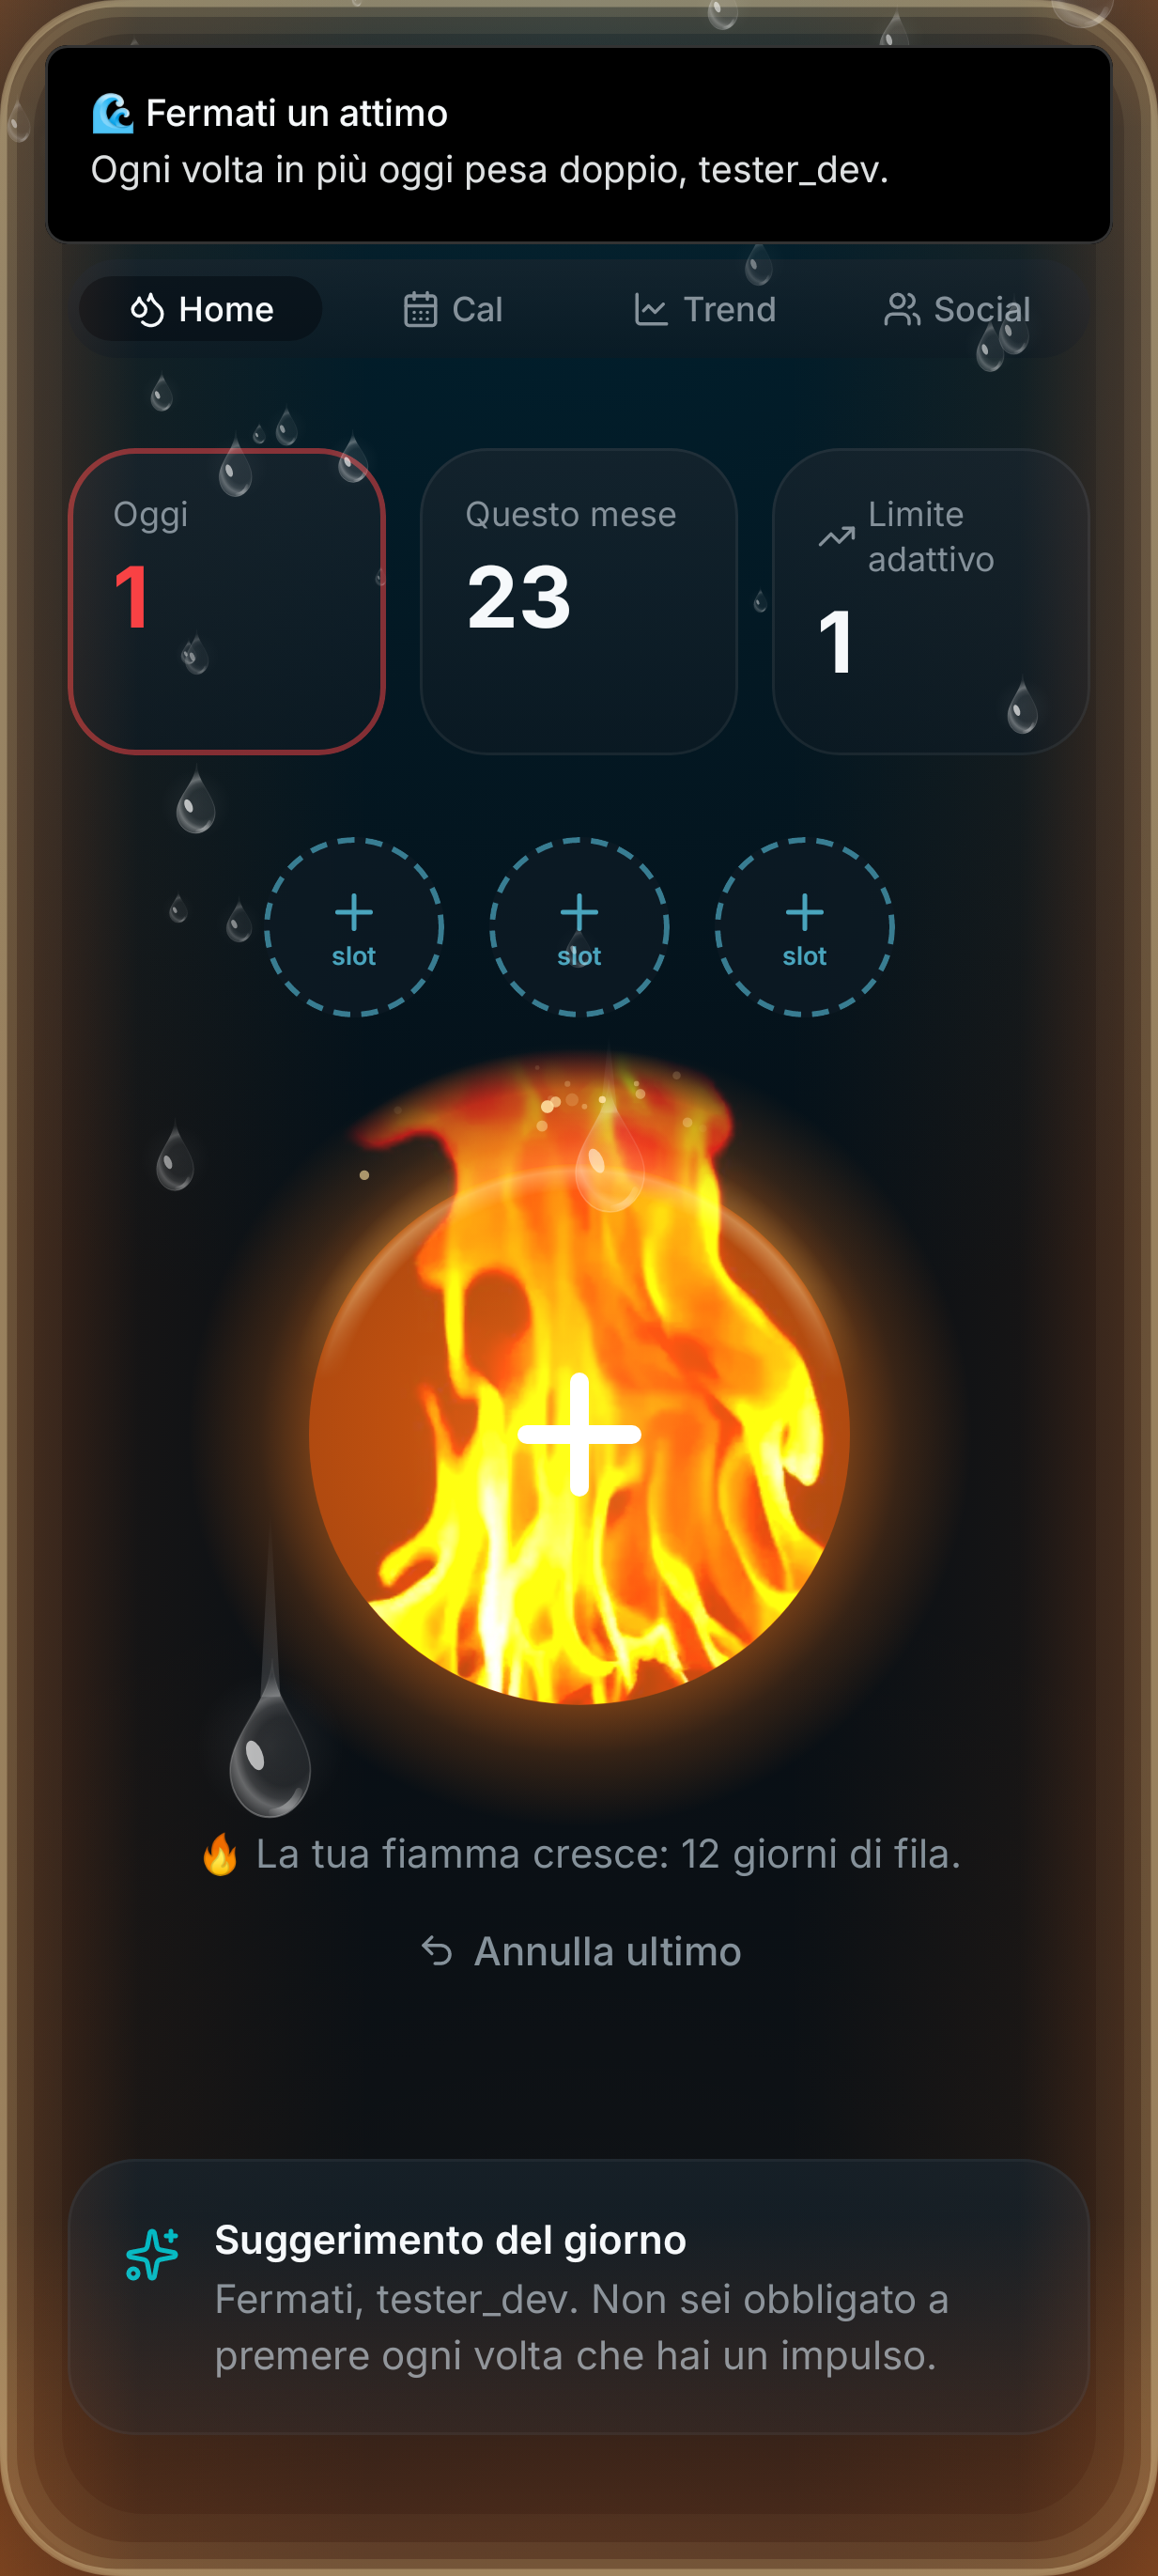 🌊 Fermati un attimo
Ogni volta in più oggi pesa doppio, tester_dev.
Home
Cal
Trend
Social
Oggi
1
Questo mese
23
Limite
adattivo
1
slot
slot
slot
🔥 La tua fiamma cresce: 12 giorni di fila.
Annulla ultimo
Suggerimento del giorno
Fermati, tester_dev. Non sei obbligato a
premere ogni volta che hai un impulso.